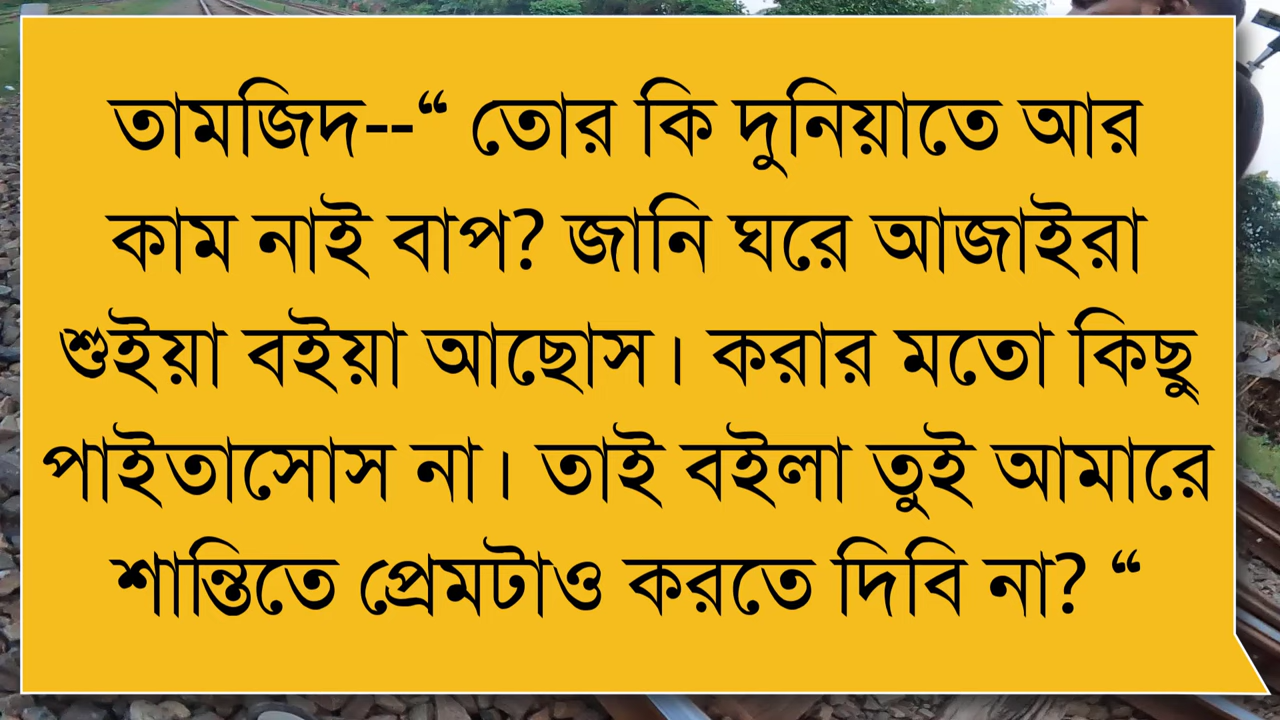 তামজিদ--“ তোর কি দুনিয়াতে আর
কাম নাই বাপ? জানি ঘরে আজাইরা
শুইয়া বইয়া আছোস। করার মতো কিছু
পাইতাসোস না। তাই বইলা তুই আমারে
শান্তিতে প্রেমটাও করতে দিবি না? “